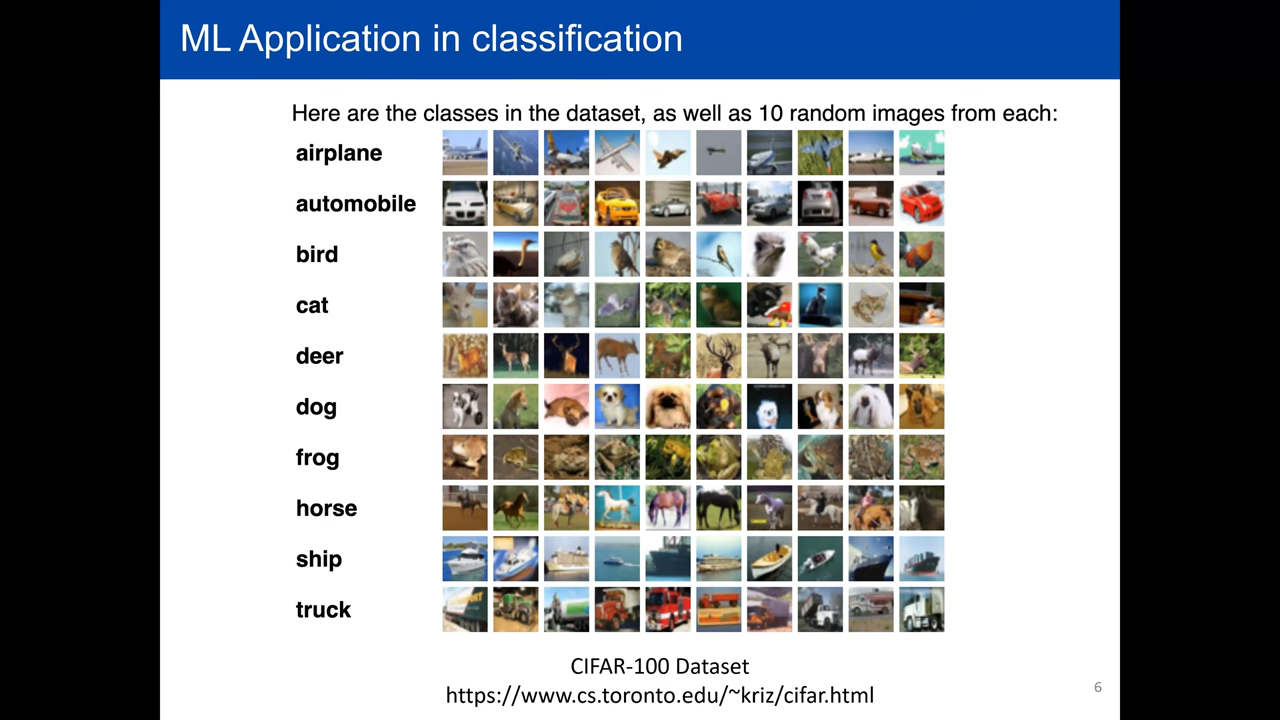 ML Application in classification
Here are the classes in the dataset, as well as 10 random images from each:
airplane
automobile
bird
cat
deer
dog
frog
horse
ship
truck
CIFAR-100 Dataset
https://www.cs.toronto.edu/~kriz/cifar.html
6